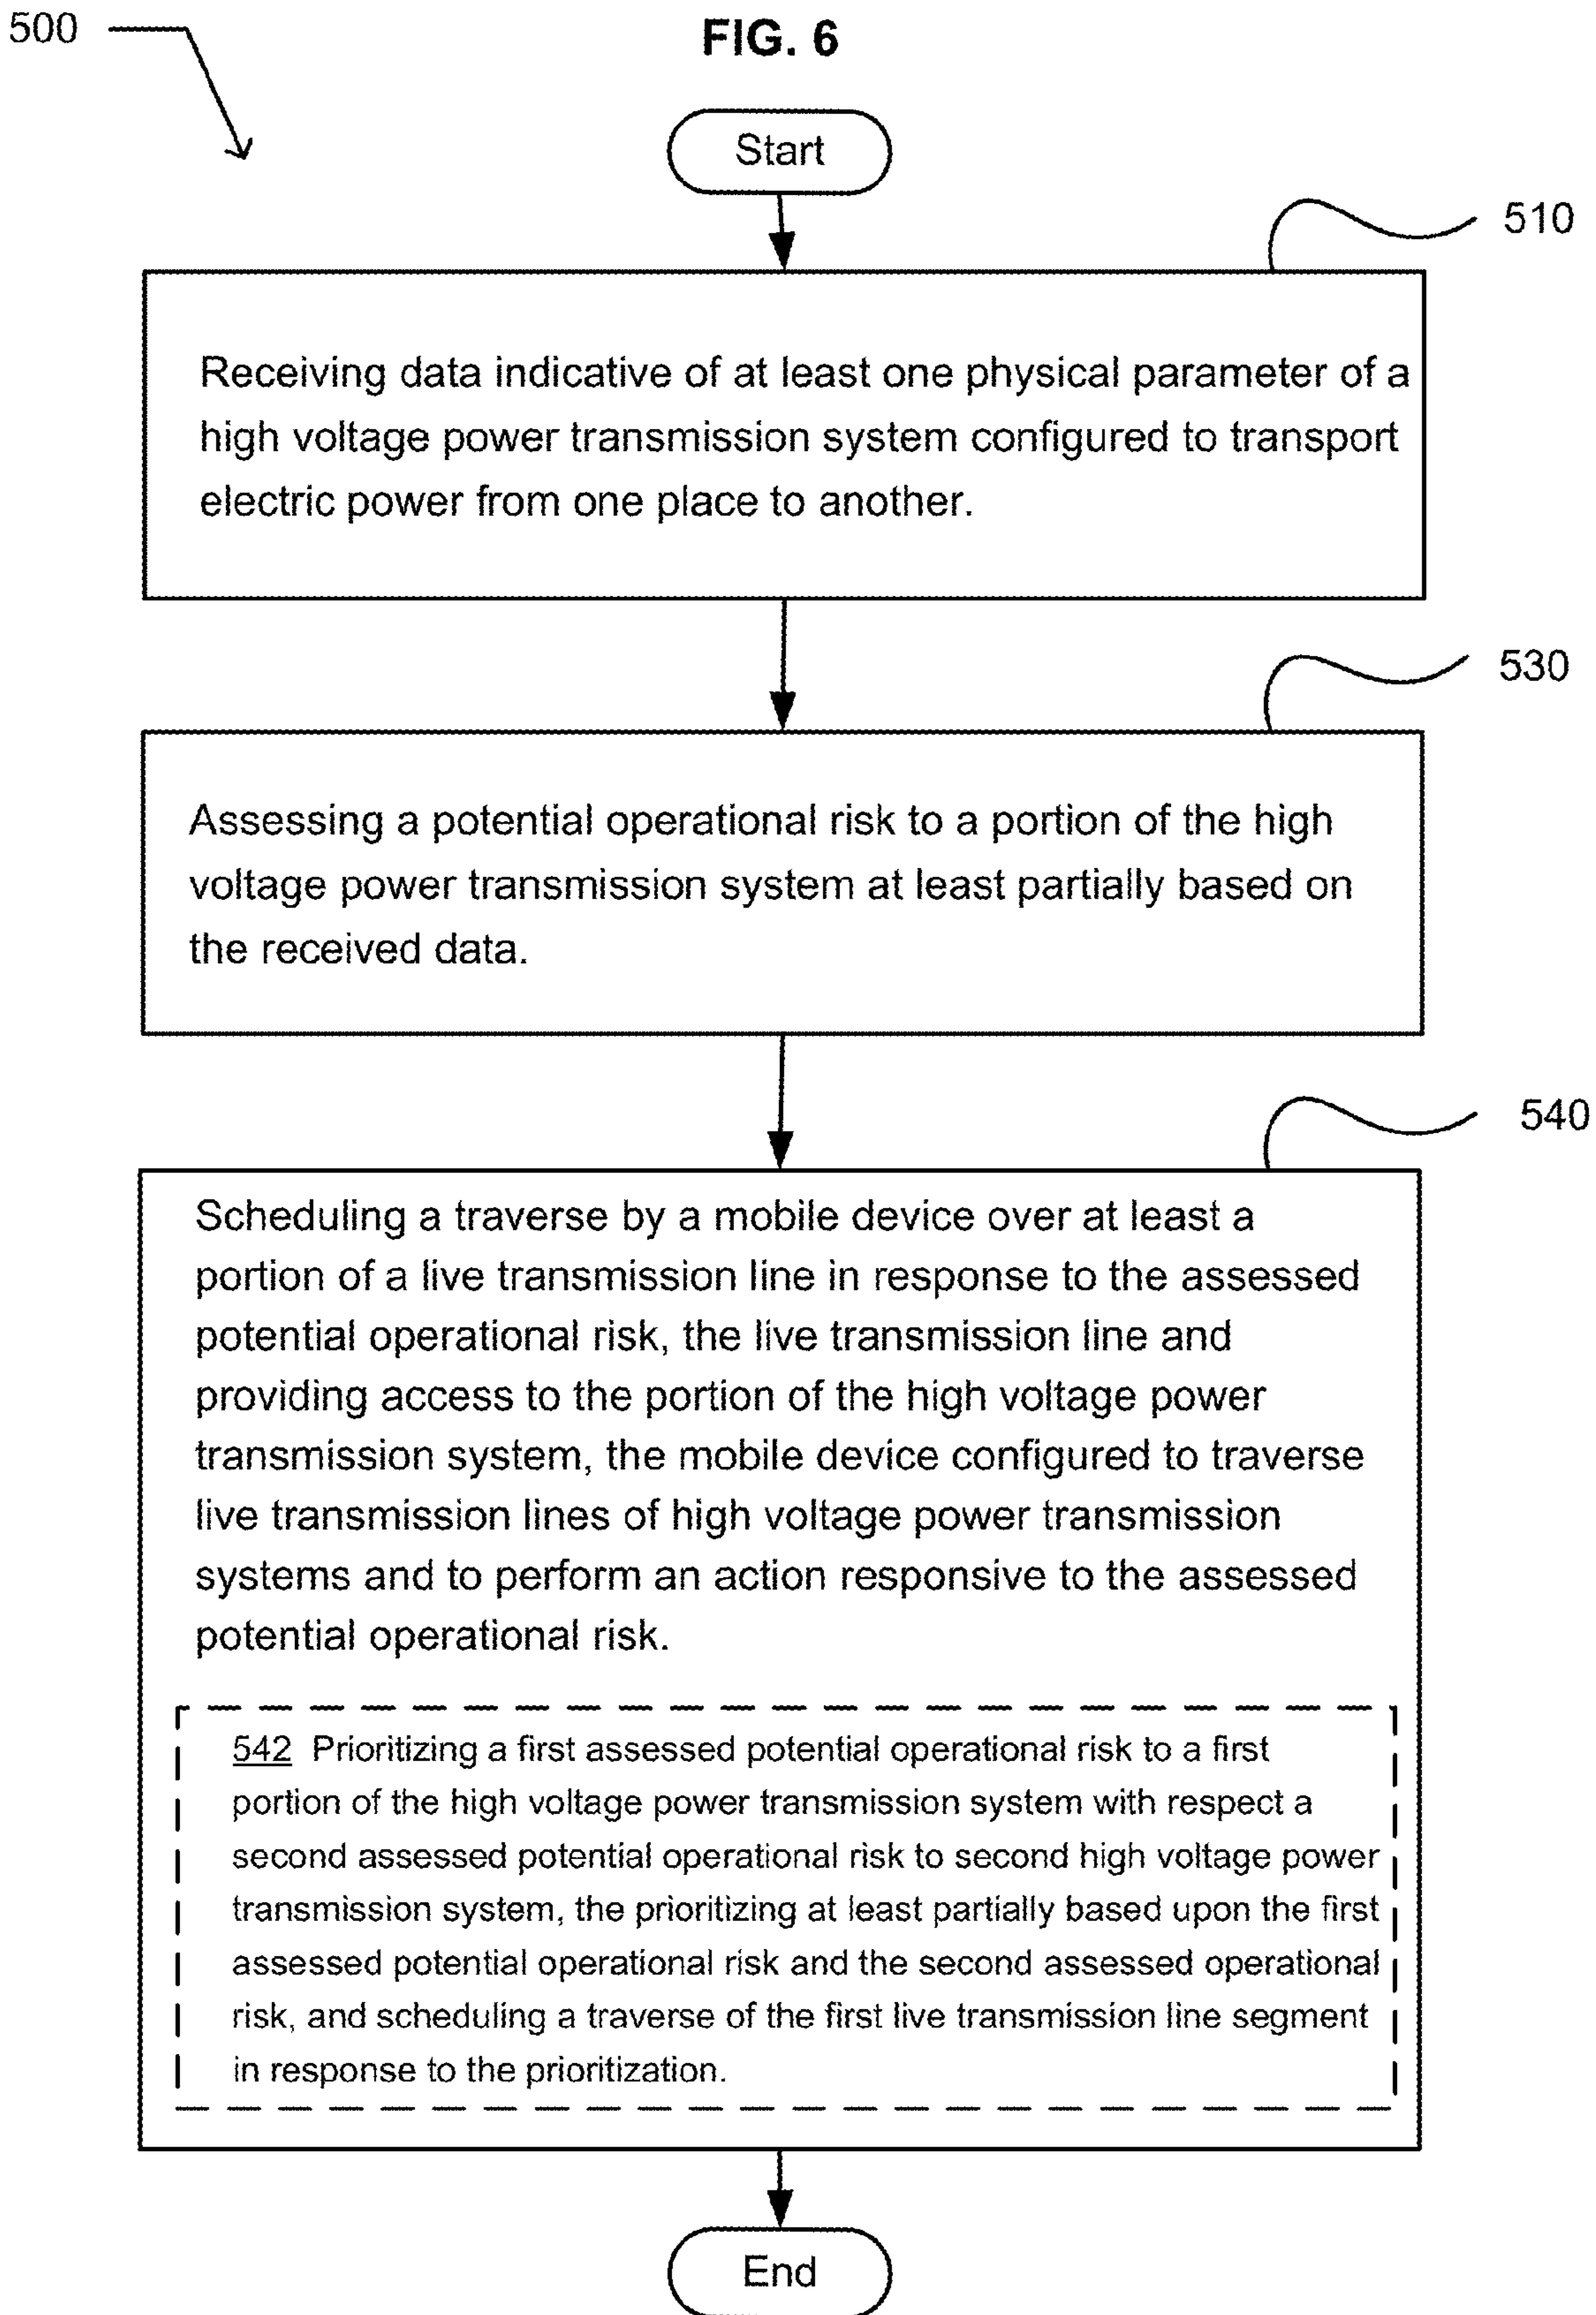 500
FIG. 6
Start
510
Receiving data indicative of at least one physical parameter of a
high voltage power transmission system configured to transport
electric power from one place to another.
530
Assessing a potential operational risk to a portion of the high
voltage power transmission system at least partially based on
the received data.
540
Scheduling a traverse by a mobile device over at least a
portion of a live transmission line in response to the assessed
potential operational risk, the live transmission line and
providing access to the portion of the high voltage power
transmission system, the mobile device configured to traverse
live transmission lines of high voltage power transmission
systems and to perform an action responsive to the assessed
potential operational risk.
542 Prioritizing a first assessed potential operational risk to a first
portion of the high voltage power transmission system with respect a
second assessed potential operational risk to second high voltage power
transmission system, the prioritizing at least partially based upon the first
assessed potential operational risk and the second assessed operational
risk, and scheduling a traverse of the first live transmission line segment
in response to the prioritization.
End